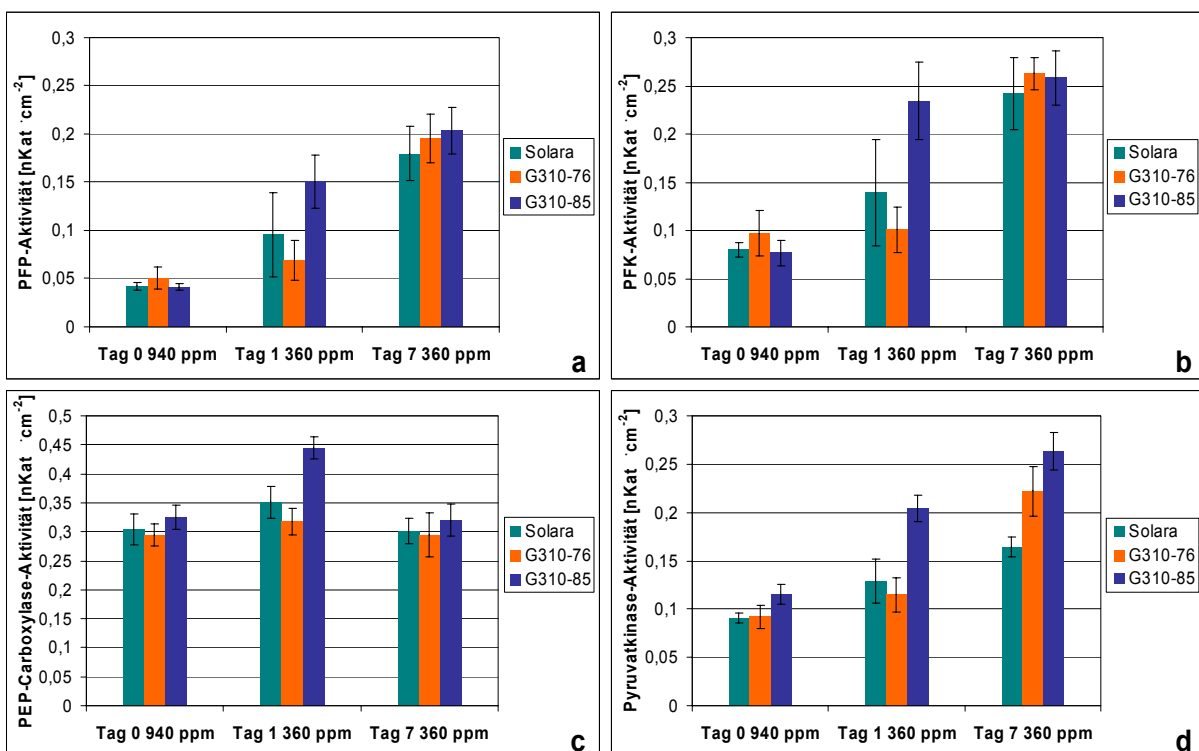 PFP-Aktivität [nKat ·cm-2]
0,3
0,25
0,2
0,15
0,1
0,05
0
Tag 0 940 ppm Tag 1 360 ppm Tag 7 360 ppm
Solara
G310-76
G310-85
a
PFK-Aktivität [nKat ·cm-2]
0,3
0,25
0,2
0,15
0,1
0,05
0
Tag 0 940 ppm Tag 1 360 ppm Tag 7 360 ppm
Solara
G310-76
G310-85
b
PEP-Carboxylase-Aktivität [nKat ·cm-2]
0,5
0,45
0,4
0,35
0,3
0,25
0,2
0,15
0,1
0,05
0
Tag 0 940 ppm Tag 1 360 ppm Tag 7 360 ppm
Solara
G310-76
G310-85
c
Pyruvatkinase-Aktivität [nKat ·cm-2]
0,3
0,25
0,2
0,15
0,1
0,05
0
Tag 0 940 ppm Tag 1 360 ppm Tag 7 360 ppm
Solara
G310-76
G310-85
d